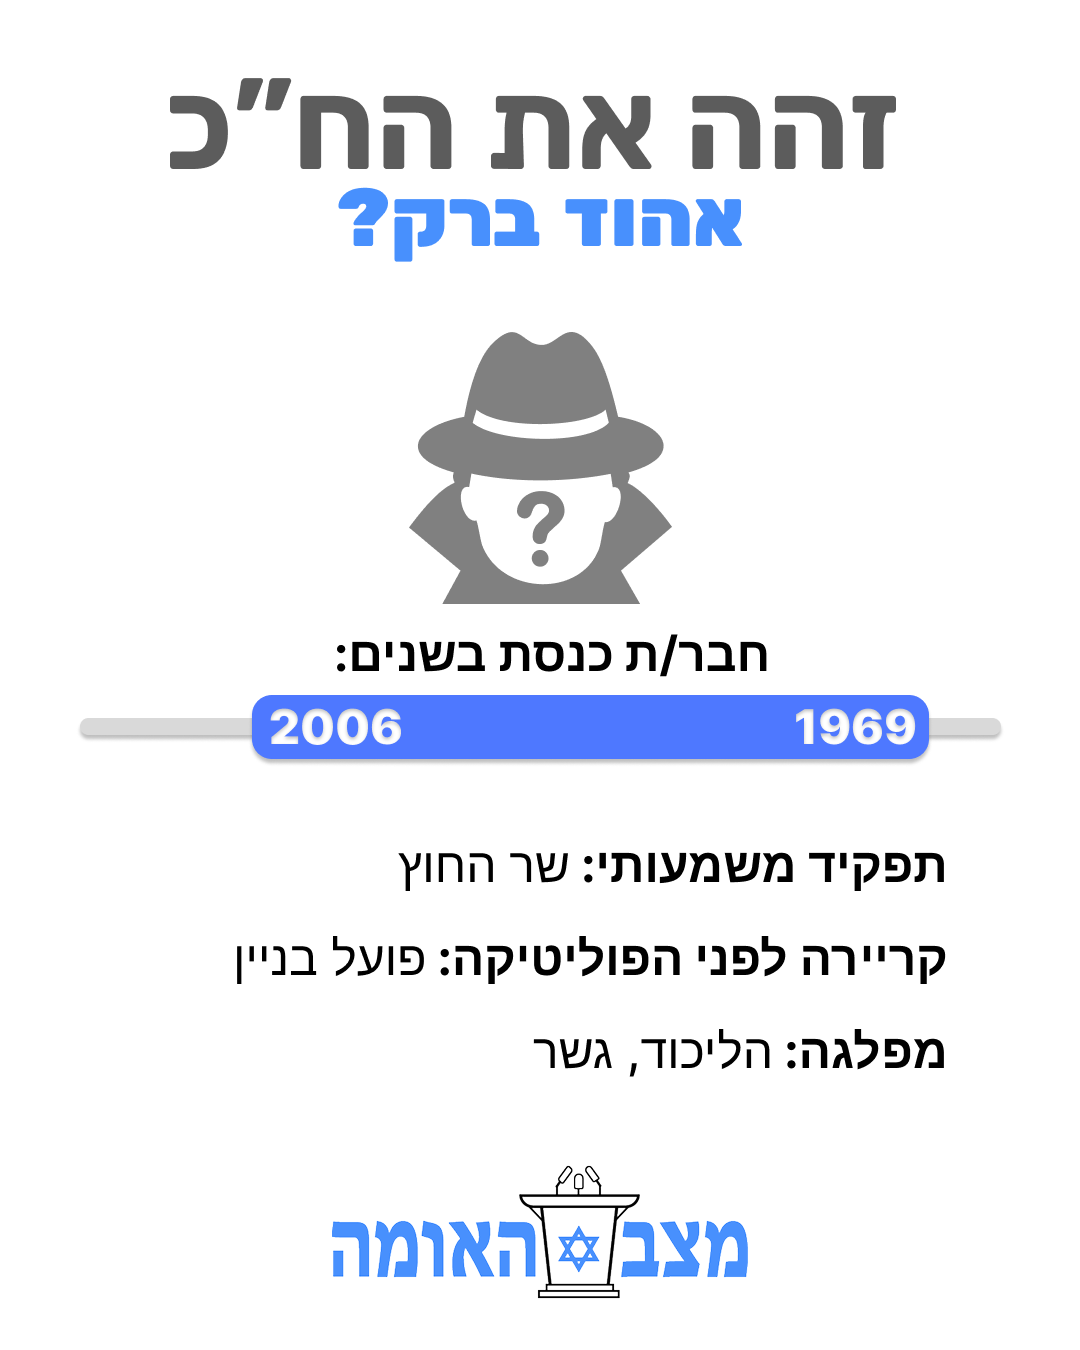 זהה את הח"כ
אהוד ברק?
?
חבר/ת כנסת בשנים:
1969 2006
תפקיד משמעותי: שר החוץ
קריירה לפני הפוליטיקה: פועל בניין
מפלגה: הליכוד, גשר
מצב האומה